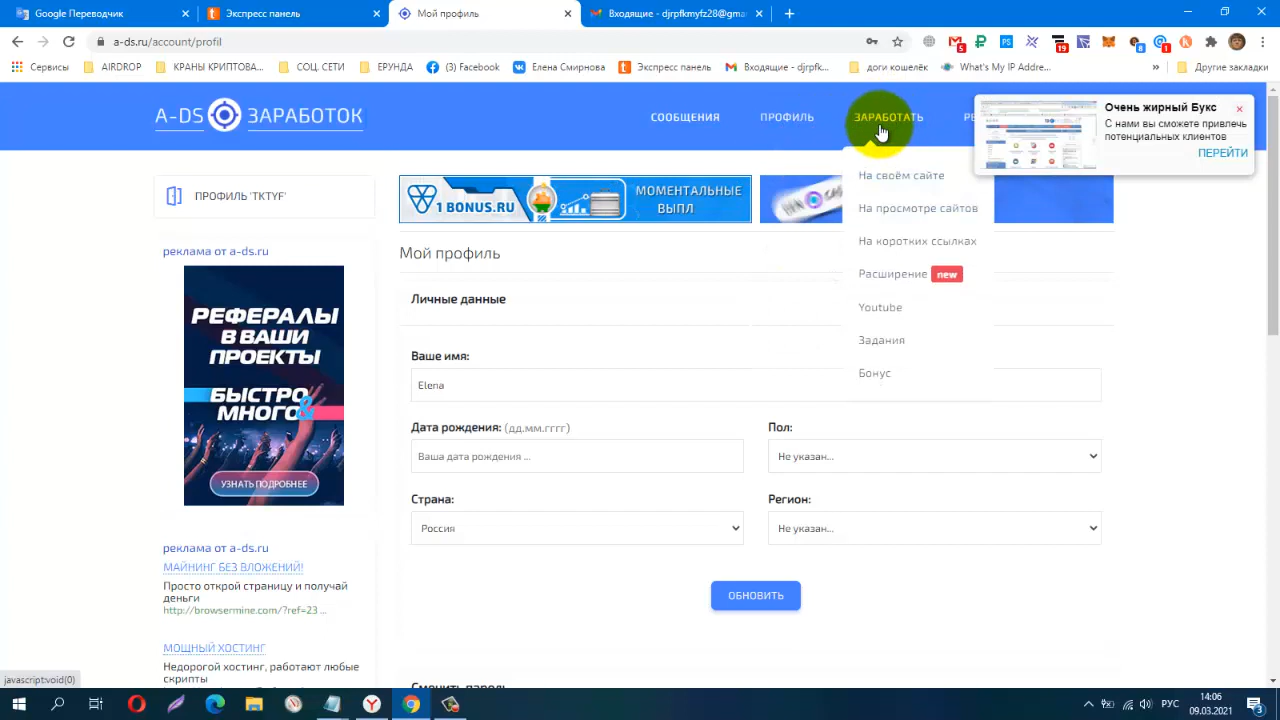 Google Переводчик
Экспресс панель
Мой профиль
Входящие - djrpfkmyfz28@gma
a-ds.ru/account/profil
Сервисы
AIRDROP
КРАНЫ КРИПТОВА...
СОЦ. СЕТИ
ЕРУНДА
(3) Facebook
Елена Смирнова
Экспресс панель
Входящие - djrpfk...
доги кошелёк
What's My IP Addre...
»
Другие закладки
A-DS ЗАРАБОТОК
СООБЩЕНИЯ
ПРОФИЛЬ
ЗАРАБОТАТЬ
РЕ
Очень жирный Букс
С нами вы сможете привлечь
потенциальных клиентов
ПЕРЕЙТИ
На своём сайте
На просмотре сайтов
На коротких ссылках
Расширение new
Youtube
Задания
Бонус
ПРОФИЛЬ 'TKTYF'
1 BONUS.RU
МОМЕНТАЛЬНЫЕ
ВЫПЛ
реклама от a-ds.ru
РЕФЕРАЛЫ
В ВАШИ
ПРОЕКТЫ
БЫСТРО
МНОГО &
УЗНАТЬ ПОДРОБНЕЕ
реклама от a-ds.ru
МАЙНИНГ БЕЗ ВЛОЖЕНИЙ!
Просто открой страницу и получай
деньги
http://browsermine.com/?ref=23 ...
МОЩНЫЙ ХОСТИНГ
Недорогой хостинг, работают любые
скрипты
Мой профиль
Личные данные
Ваше имя:
Elena
Дата рождения: (дд.мм.гггг)
Ваша дата рождения ...
Пол:
Не указан...
Страна:
Россия
Регион:
Не указан...
ОБНОВИТЬ
Сменить пароль
javascript:void(0)
РУС
14:06
09.03.2021